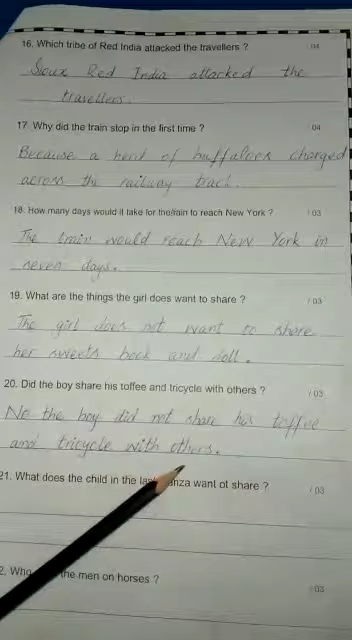 16. Which tribe of Red India attacked the travellers ? /04
Sioux Red India attacked the
travellers.
17. Why did the train stop in the first time ? /04
Because a herd of buffaloes charged
across the railway track.
18. How many days would it take for the train to reach New York ? /03
The train would reach New York in
seven days.
19. What are the things the girl does want to share ? /03
The girl does not want to share
her sweets book and doll.
20. Did the boy share his toffee and tricycle with others ? /03
No the boy did not share his toffee
and tricycle with others.
21. What does the child in the want ot share ? /03
the men on horses ? /03